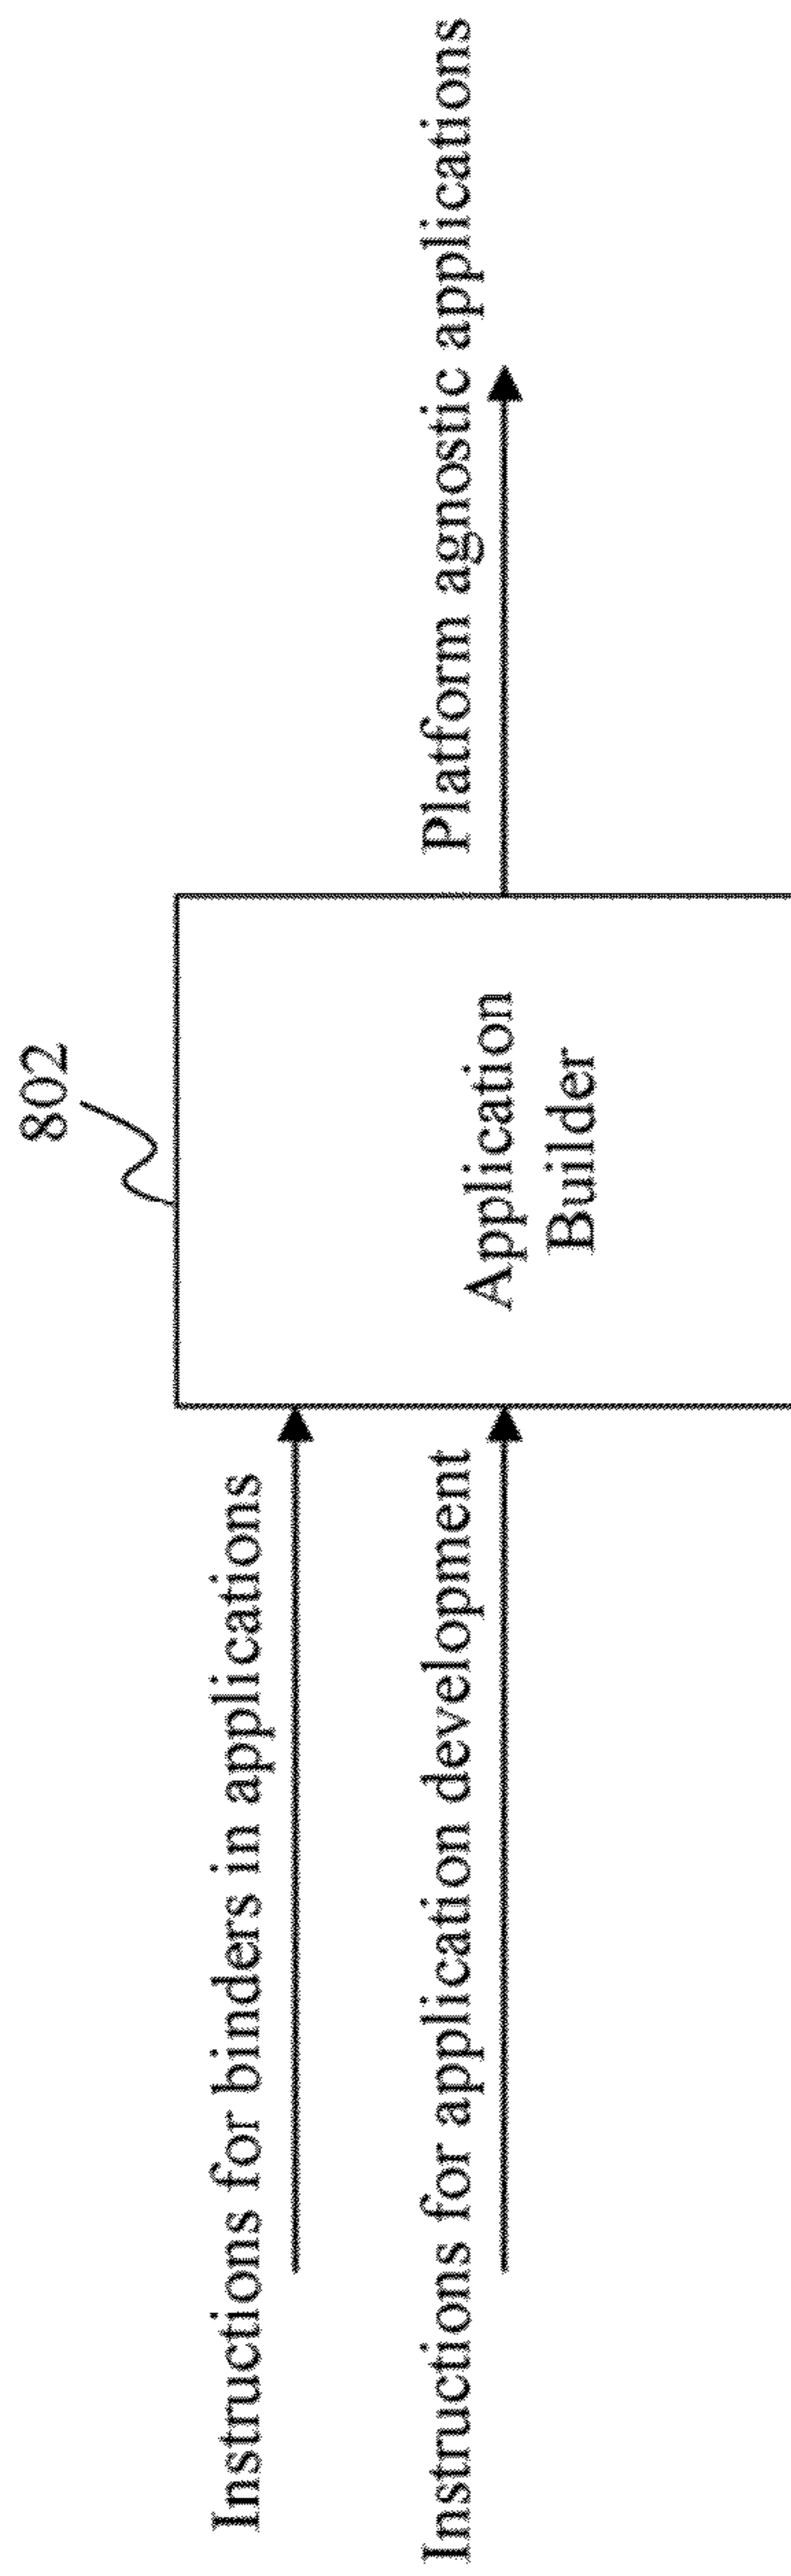 802
Instructions for binders in applications
Instructions for application development
Application
Builder
Platform agnostic applications